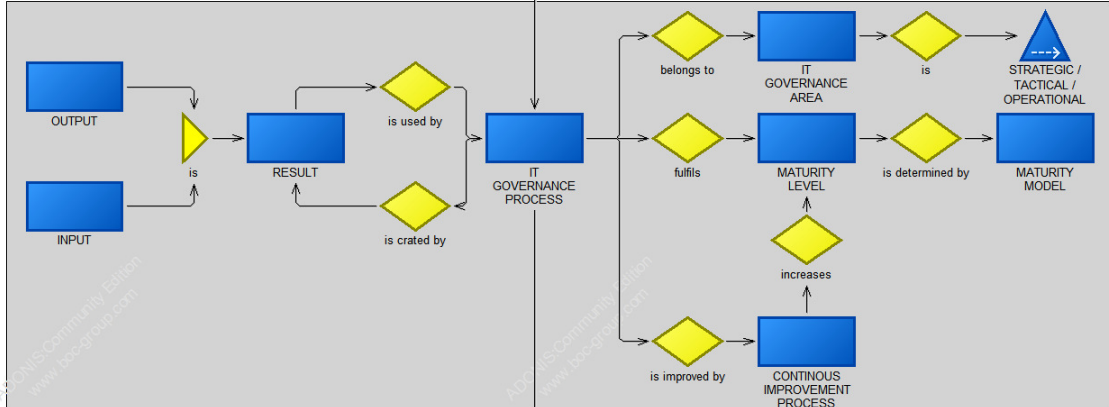 OUTPUT
INPUT
is
RESULT
is used by
is crated by
IT
GOVERNANCE
PROCESS
belongs to
IT
GOVERNANCE
AREA
is
STRATEGIC /
TACTICAL /
OPERATIONAL
fulfils
MATURITY
LEVEL
is determined by
MATURITY
MODEL
increases
is improved by
CONTINOUS
IMPROVEMENT
PROCESS
ADONIS:Community Edition
www.boc-group.com
ADONIS:Community Edition
www.boc-group.com